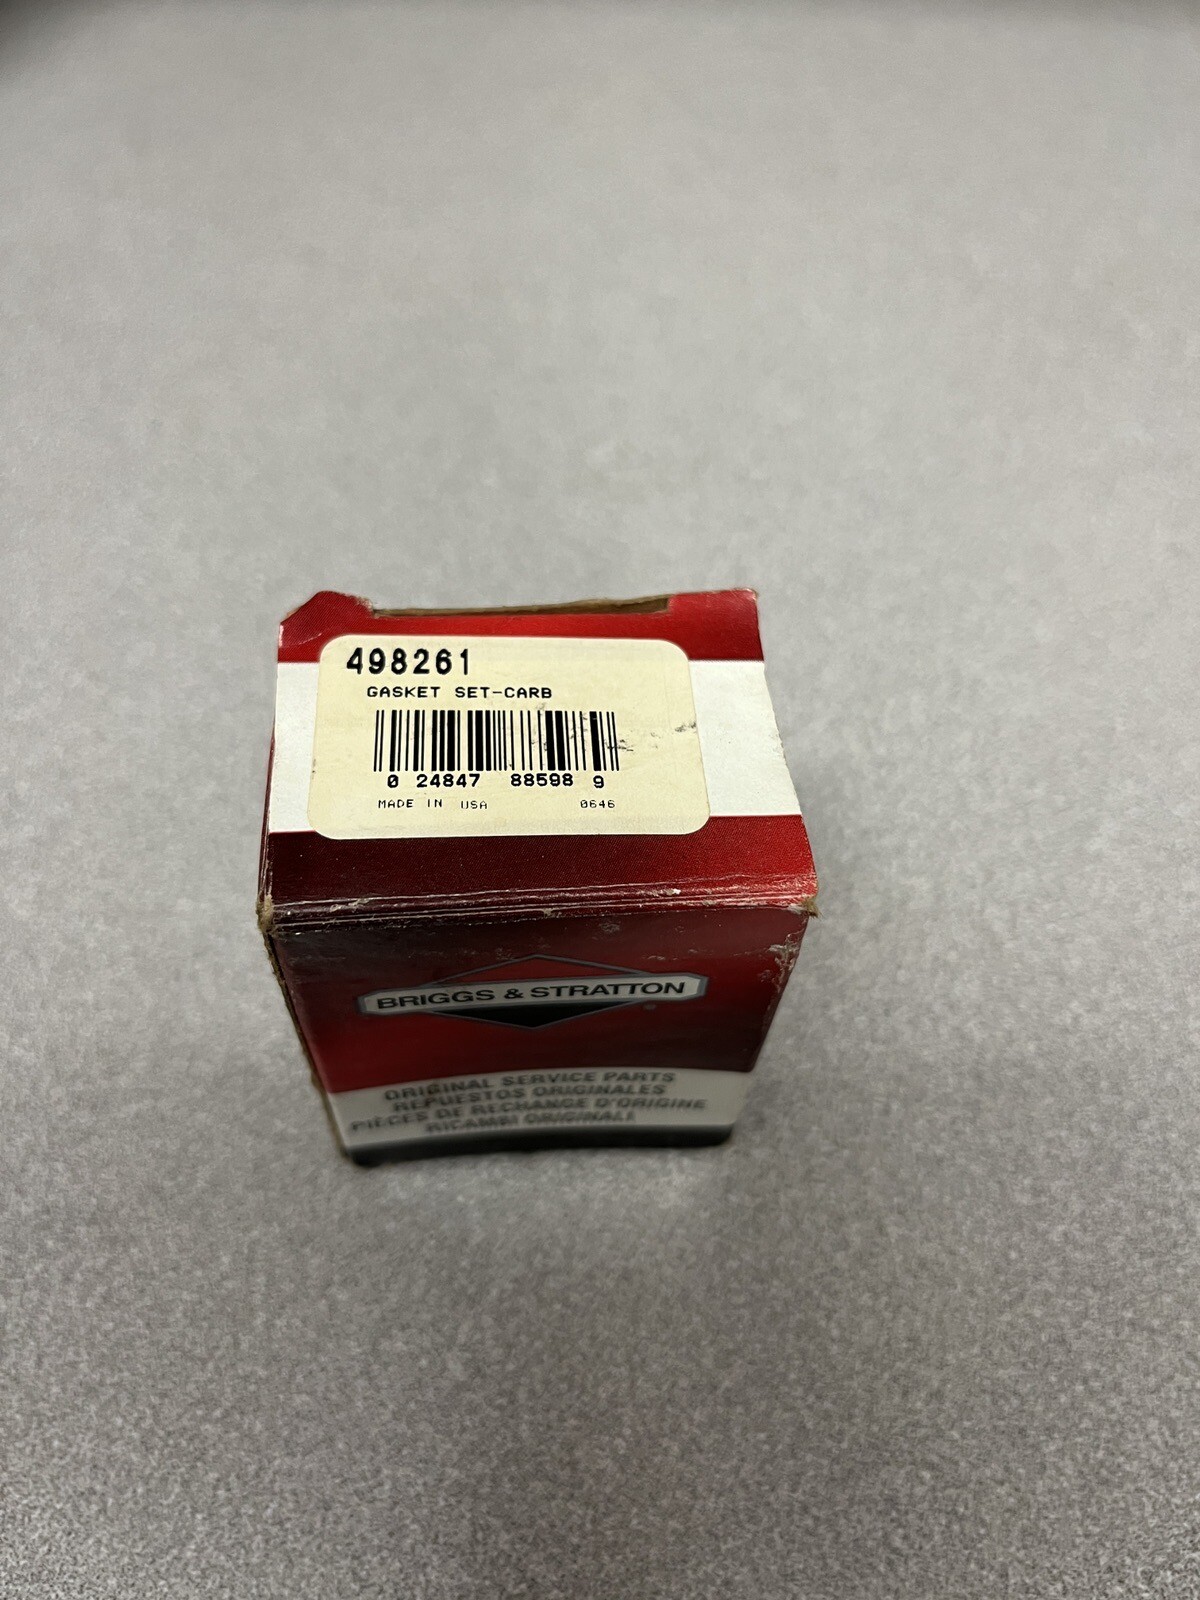 498261
GASKET SET-CARB
0 24847 88598 9
MADE IN USA 0646
BRIGGS & STRATTON
®
ORIGINAL SERVICE PARTS
REPUESTOS ORIGINALES
PIÈCES DE RECHANGE D'ORIGINE
RICAMBI ORIGINALI